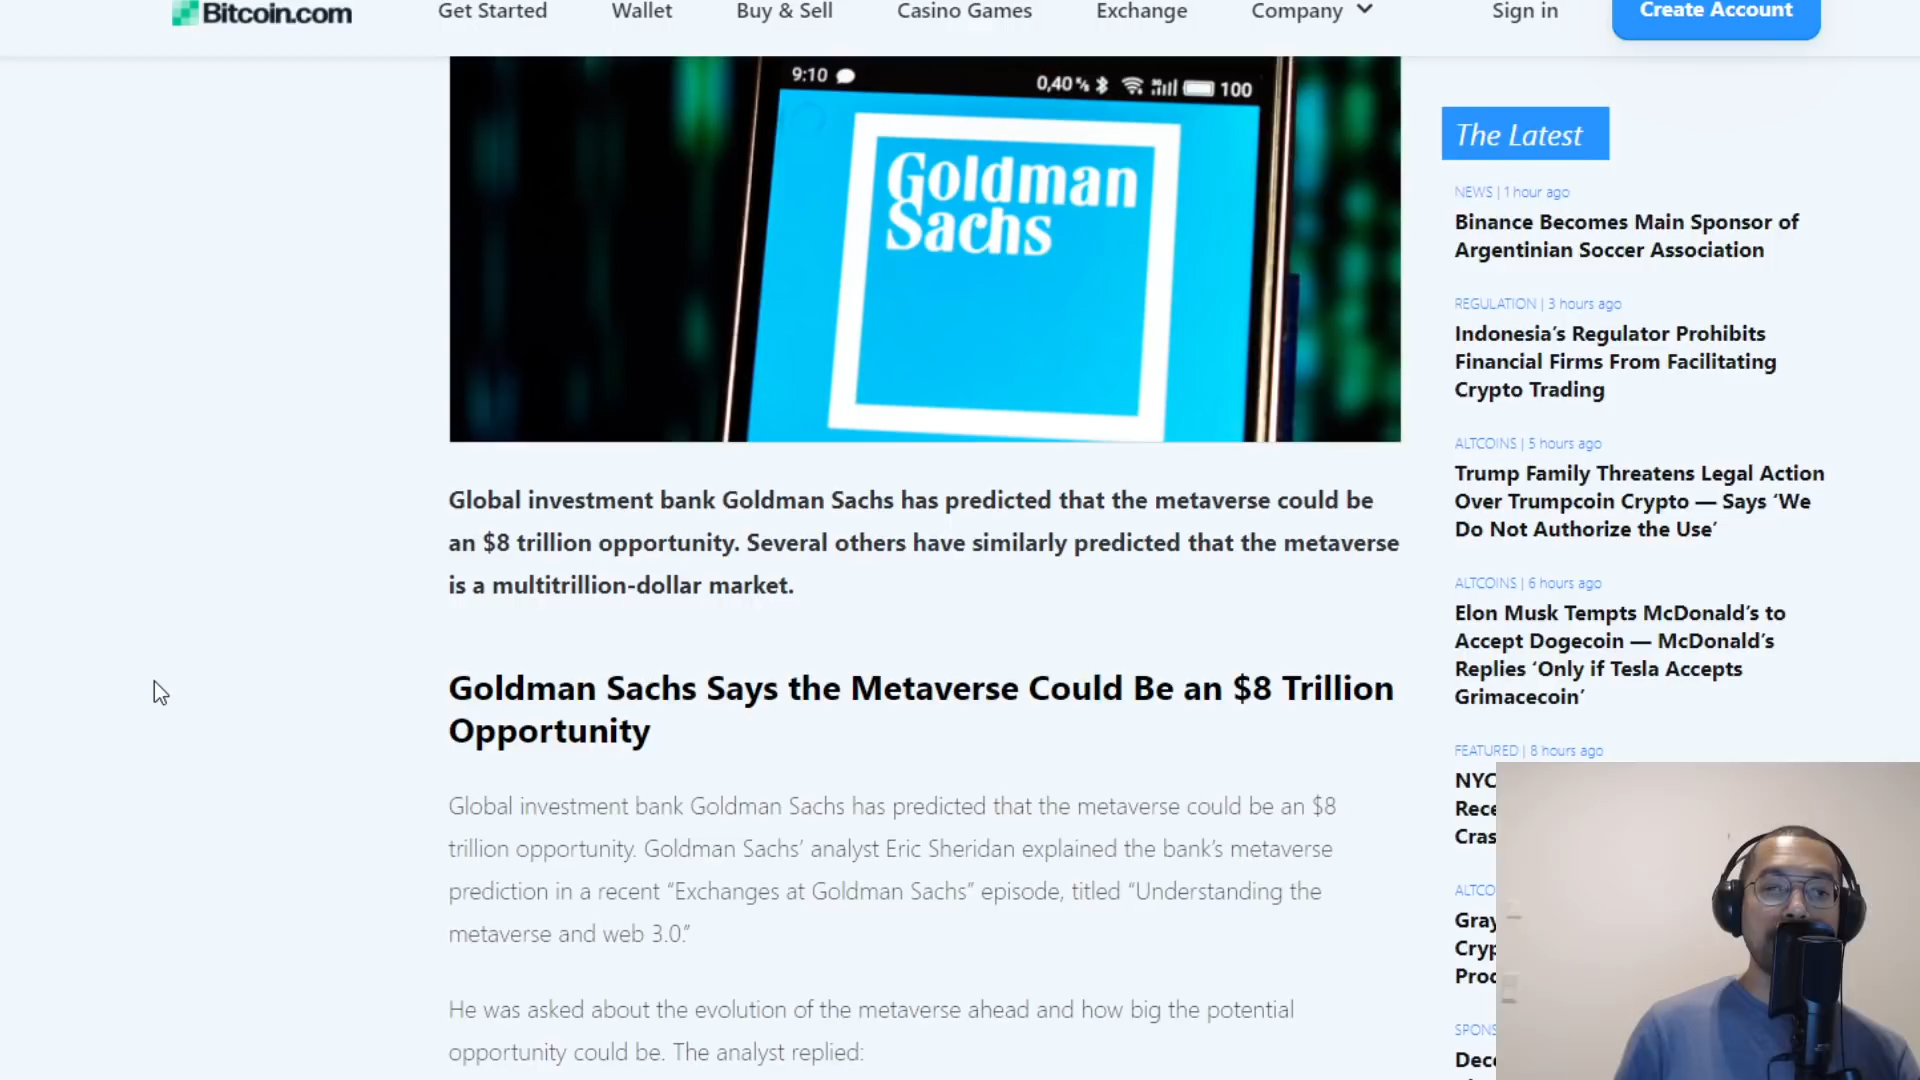 Bitcoin.com
Get Started
Wallet
Buy & Sell
Casino Games
Exchange
Company
Sign in
Create Account
9:10
0,40 %
100
Goldman
Sachs
Global investment bank Goldman Sachs has predicted that the metaverse could be
an $8 trillion opportunity. Several others have similarly predicted that the metaverse
is a multitrillion-dollar market.
Goldman Sachs Says the Metaverse Could Be an $8 Trillion
Opportunity
Global investment bank Goldman Sachs has predicted that the metaverse could be an $8
trillion opportunity. Goldman Sachs’ analyst Eric Sheridan explained the bank’s metaverse
prediction in a recent “Exchanges at Goldman Sachs” episode, titled “Understanding the
metaverse and web 3.0.”
He was asked about the evolution of the metaverse ahead and how big the potential
opportunity could be. The analyst replied:
The Latest
NEWS | 1 hour ago
Binance Becomes Main Sponsor of
Argentinian Soccer Association
REGULATION | 3 hours ago
Indonesia’s Regulator Prohibits
Financial Firms From Facilitating
Crypto Trading
ALTCOINS | 5 hours ago
Trump Family Threatens Legal Action
Over Trumpcoin Crypto — Says ‘We
Do Not Authorize the Use’
ALTCOINS | 6 hours ago
Elon Musk Tempts McDonald’s to
Accept Dogecoin — McDonald’s
Replies ‘Only if Tesla Accepts
Grimacecoin’
FEATURED | 8 hours ago
NYC
Rece
Cras
ALTCO
Gray
Cryp
Proc
SPONS
Dece